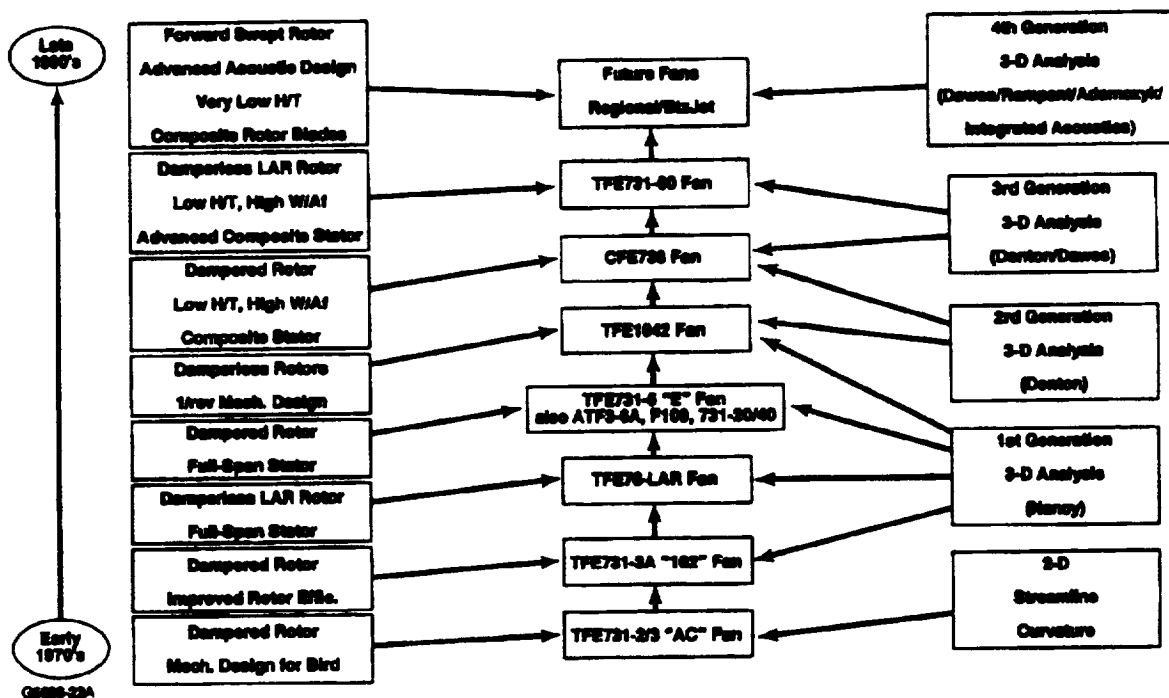 Late
1990's
Early
1970's
Forward Swept Rotor
Advanced Acoustic Design
Very Low H/T
Composite Rotor Blades
Damperless LAR Rotor
Low H/T, High W/Af
Advanced Composite Stator
Dampered Rotor
Low H/T, High W/Af
Composite Stator
Damperless Rotors
1/rev Mech. Design
Dampered Rotor
Full-Span Stator
Damperless LAR Rotor
Full-Span Stator
Dampered Rotor
Improved Rotor Effic.
Dampered Rotor
Mech. Design for Bird
Future Fans
Regional/BizJet
TFE731-60 Fan
CFE738 Fan
TFE1042 Fan
TFE731-5 "E" Fan
also ATF3-6A, F109, 731-20/40
TFE76-LAR Fan
TFE731-3A "102" Fan
TFE731-2/3 "AC" Fan
4th Generation
3-D Analysis
(Dawes/Rampant/Adamczyk/
Integrated Acoustics)
3rd Generation
3-D Analysis
(Denton/Dawes)
2nd Generation
3-D Analysis
(Denton)
1st Generation
3-D Analysis
2-D
Streamline
Curvature